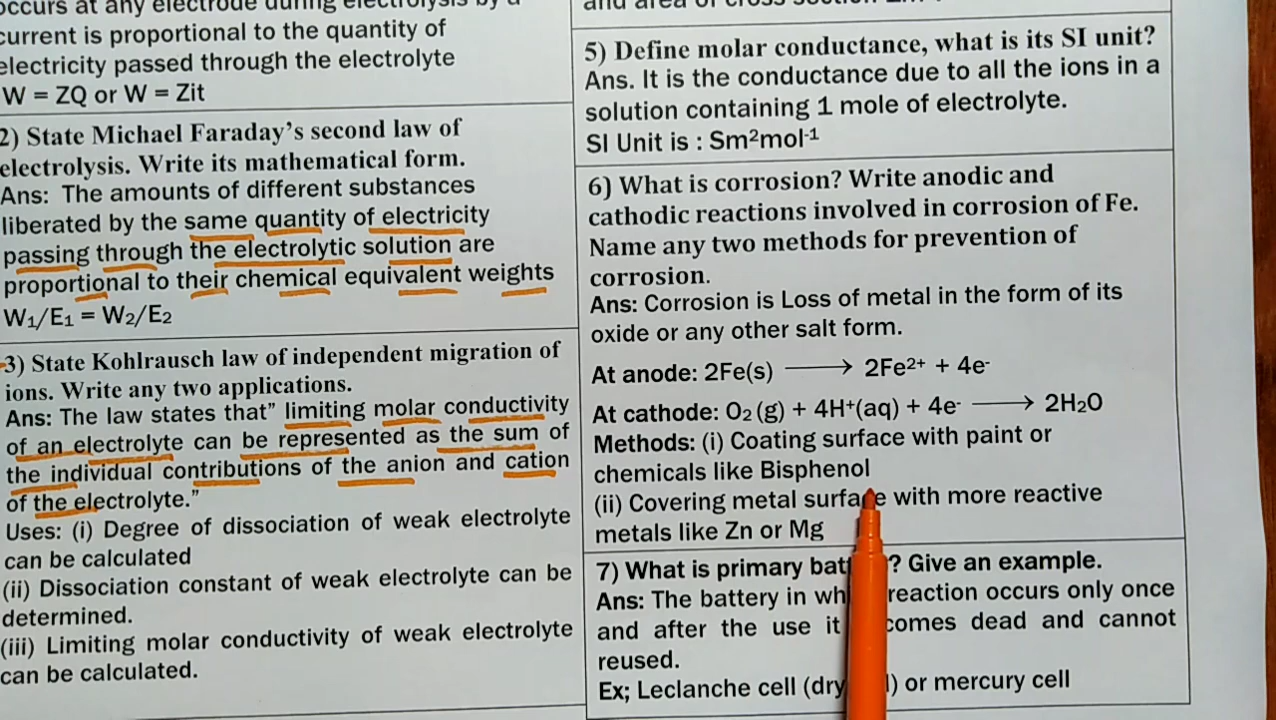 occurs at any electrode during electrolysis by a
current is proportional to the quantity of
electricity passed through the electrolyte
W = ZQ or W = Zit
2) State Michael Faraday's second law of
electrolysis. Write its mathematical form.
Ans: The amounts of different substances
liberated by the same quantity of electricity
passing through the electrolytic solution are
proportional to their chemical equivalent weights
W₁/E₁ = W₂/E₂
3) State Kohlrausch law of independent migration of
ions. Write any two applications.
Ans: The law states that” limiting molar conductivity
of an electrolyte can be represented as the sum of
the individual contributions of the anion and cation
of the electrolyte.”
Uses: (i) Degree of dissociation of weak electrolyte
can be calculated
(ii) Dissociation constant of weak electrolyte can be
determined.
(iii) Limiting molar conductivity of weak electrolyte
can be calculated.
and area of cross section
5) Define molar conductance, what is its SI unit?
Ans. It is the conductance due to all the ions in a
solution containing 1 mole of electrolyte.
SI Unit is : Sm²mol⁻¹
6) What is corrosion? Write anodic and
cathodic reactions involved in corrosion of Fe.
Name any two methods for prevention of
corrosion.
Ans: Corrosion is Loss of metal in the form of its
oxide or any other salt form.
At anode: 2Fe(s) ⟶ 2Fe²⁺ + 4e⁻
At cathode: O₂ (g) + 4H⁺(aq) + 4e⁻ ⟶ 2H₂O
Methods: (i) Coating surface with paint or
chemicals like Bisphenol
(ii) Covering metal surface with more reactive
metals like Zn or Mg
7) What is primary bat ? Give an example.
Ans: The battery in wh reaction occurs only once
and after the use it comes dead and cannot
reused.
Ex; Leclanche cell (dry l) or mercury cell